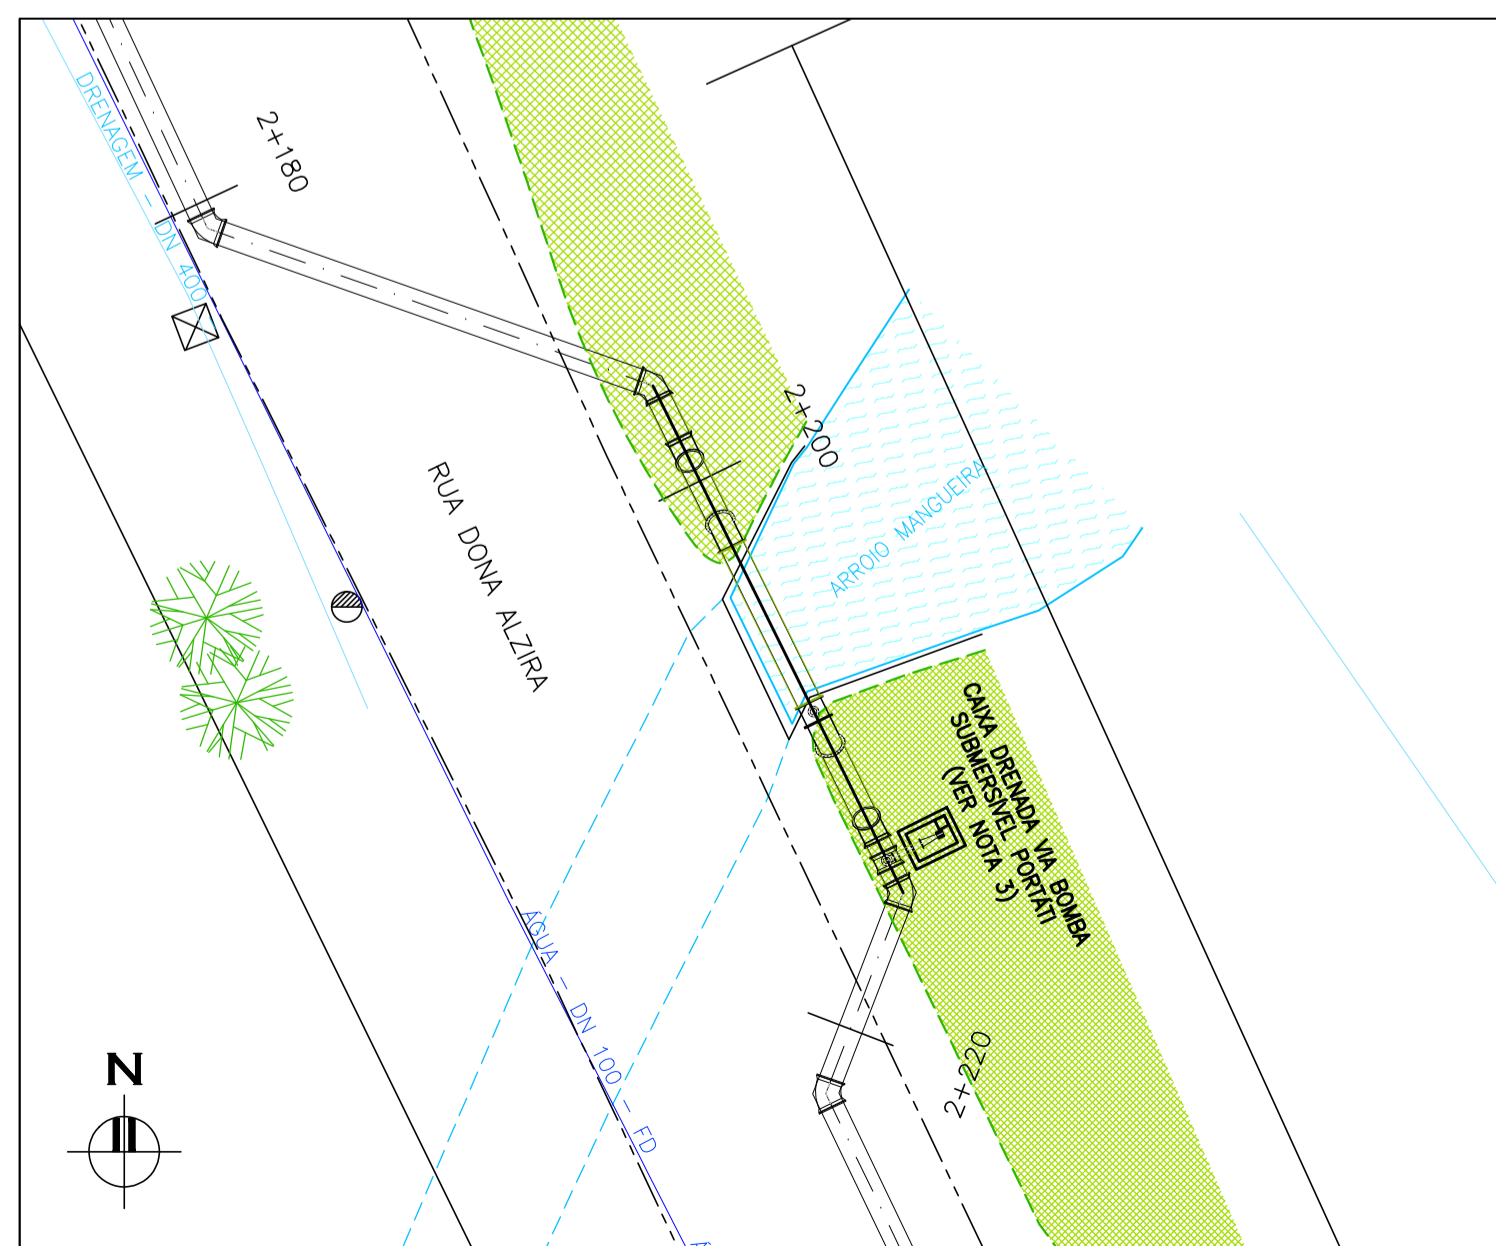 2+180
DRENAGEM - DN 400
2+200
RUA DONA ALZIRA
ARROIO MANGUEIRA
CAIXA DRENADA VIA BOMBA
SUBMERSÍVEL PORTÁTI
(VER NOTA 3)
ÁGUA - DN 100 - FD
2+220
N